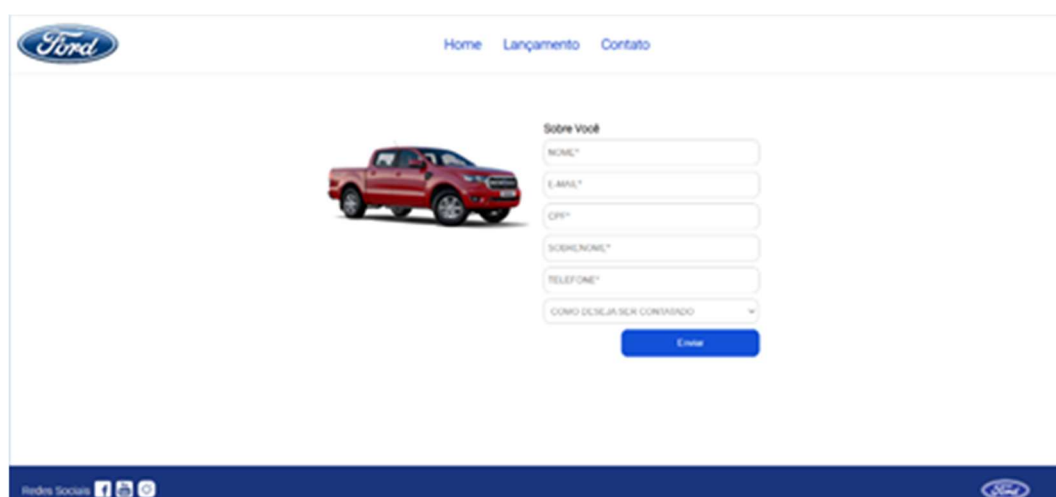 Ford
Home Lançamento Contato
Sobre Você
NOME*
E-MAIL*
CPF*
SOBRENOME*
TELEFONE*
COMO DESEJA SER CONTATADO
Enviar
Redes Sociais
Ford